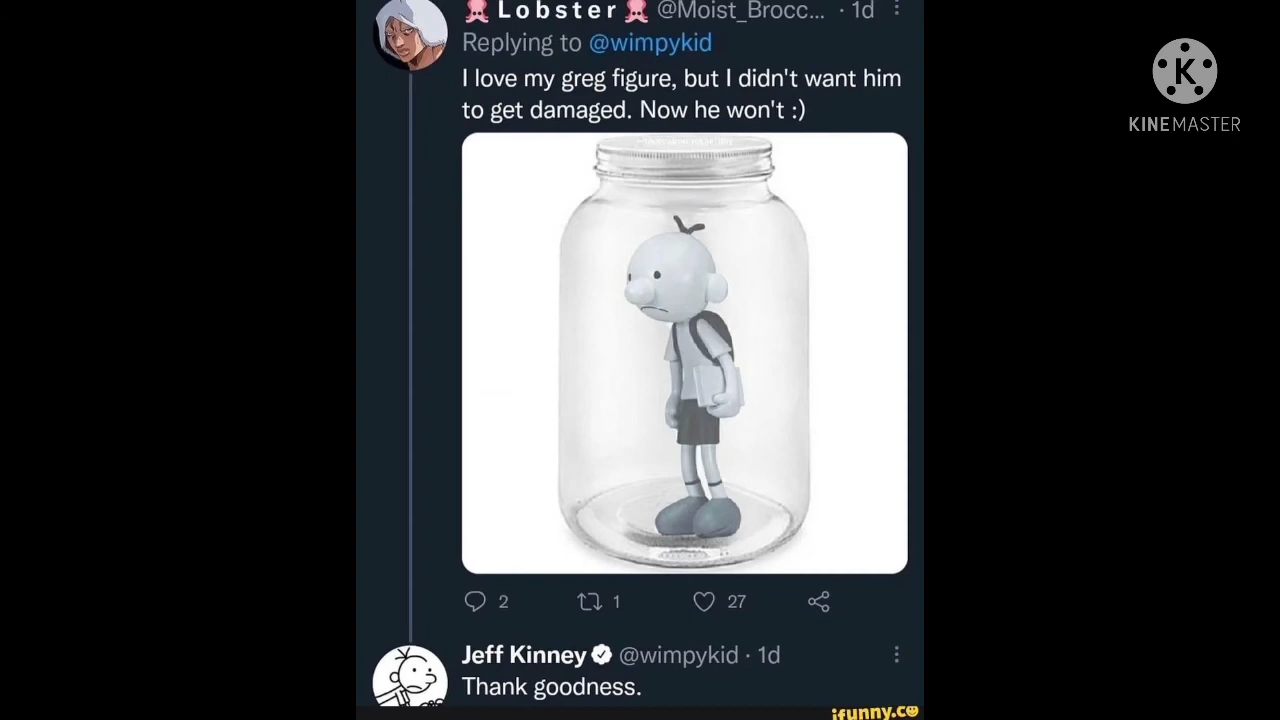 Lobster @Moist_Brocc... · 1d
Replying to @wimpykid
I love my greg figure, but I didn't want him
to get damaged. Now he won't :)
2 1 27
Jeff Kinney @wimpykid · 1d
Thank goodness.
ifunny.co
K
KINEMASTER